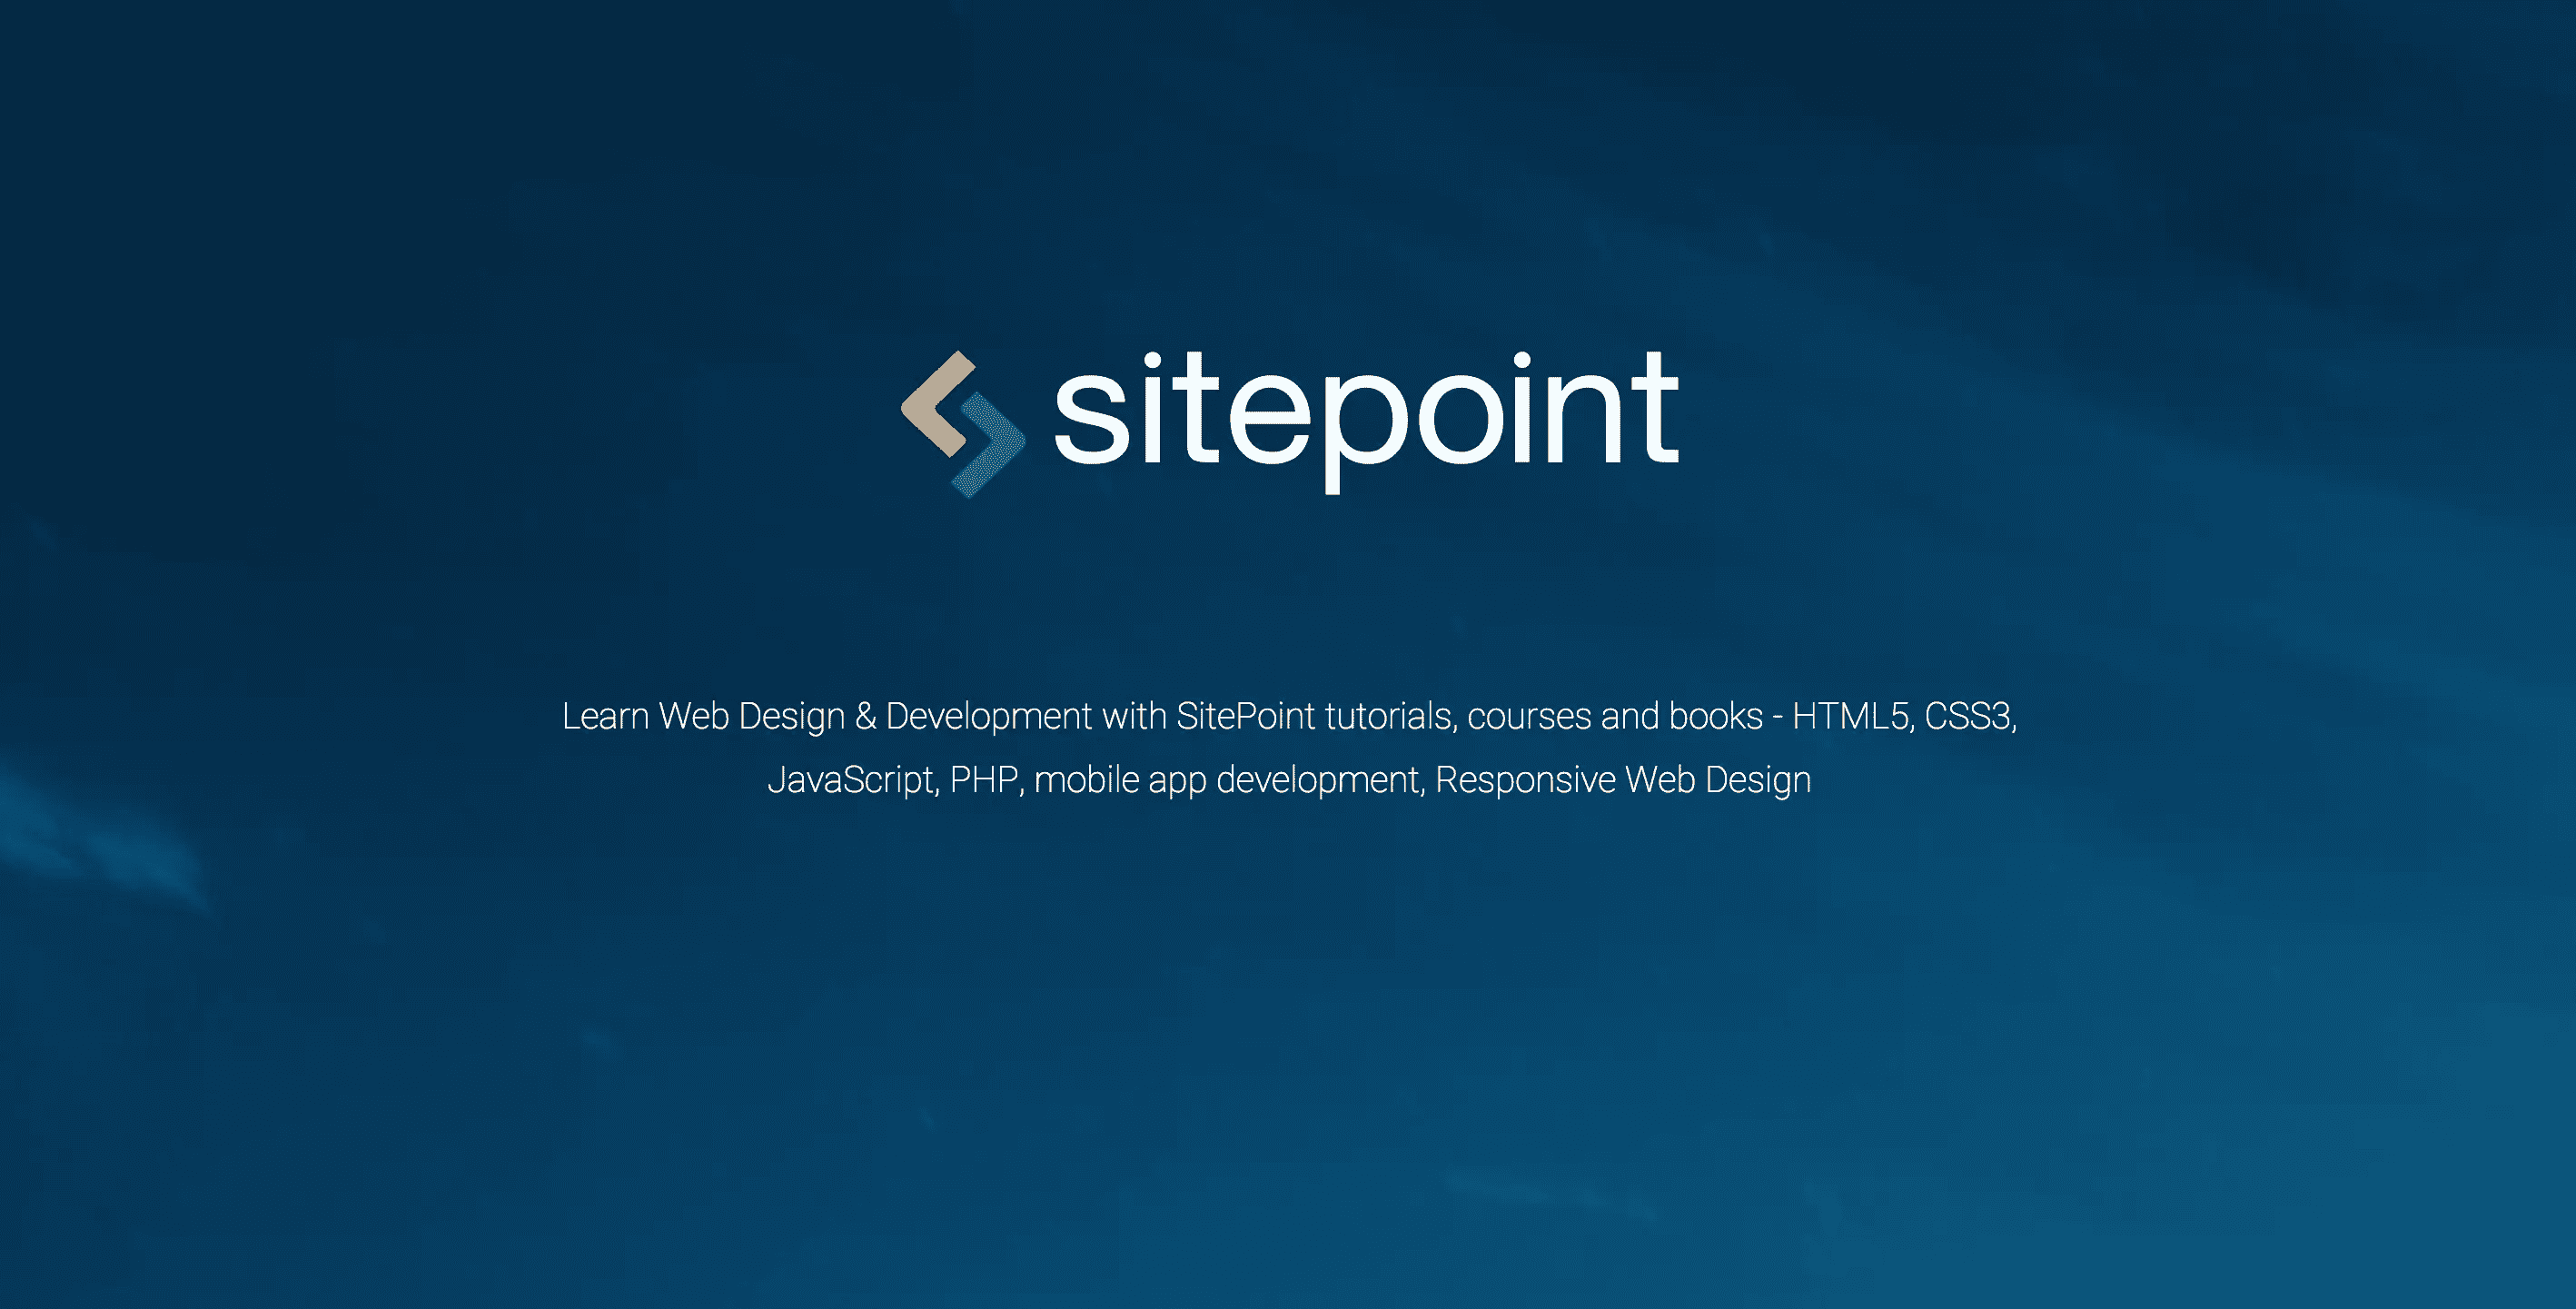 sitepoint
Learn Web Design & Development with SitePoint tutorials, courses and books - HTML5, CSS3,
JavaScript, PHP, mobile app development, Responsive Web Design